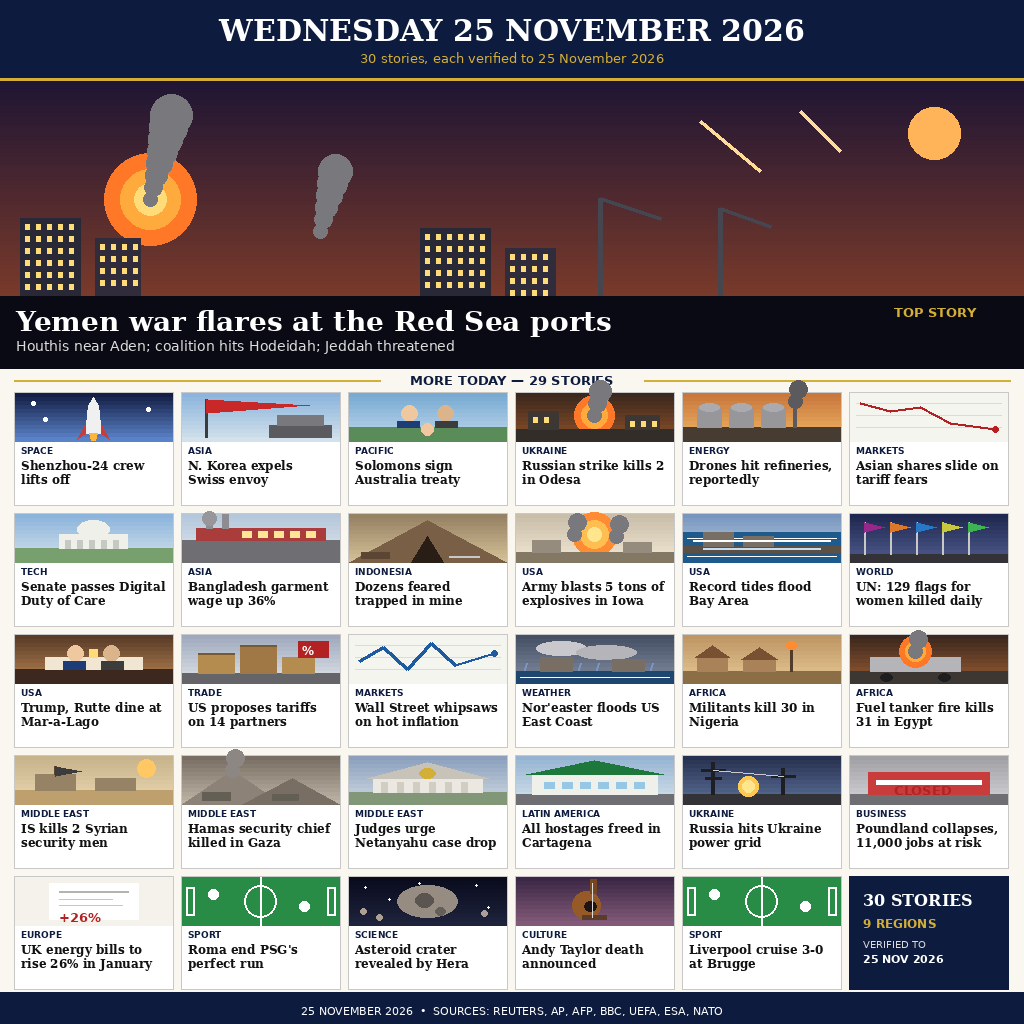 WEDNESDAY 25 NOVEMBER 2026
30 stories, each verified to 25 November 2026
Yemen war flares at the Red Sea ports
TOP STORY
Houthis near Aden; coalition hits Hodeidah; Jeddah threatened
MORE TODAY — 29 STORIES
SPACE
Shenzhou-24 crew
lifts off
ASIA
N. Korea expels
Swiss envoy
PACIFIC
Solomons sign
Australia treaty
UKRAINE
Russian strike kills 2
in Odesa
ENERGY
Drones hit refineries,
reportedly
MARKETS
Asian shares slide on
tariff fears
TECH
Senate passes Digital
Duty of Care
ASIA
Bangladesh garment
wage up 36%
INDONESIA
Dozens feared
trapped in mine
USA
Army blasts 5 tons of
explosives in Iowa
USA
Record tides flood
Bay Area
WORLD
UN: 129 flags for
women killed daily
USA
Trump, Rutte dine at
Mar-a-Lago
%
TRADE
US proposes tariffs
on 14 partners
MARKETS
Wall Street whipsaws
on hot inflation
WEATHER
Nor'easter floods US
East Coast
AFRICA
Militants kill 30 in
Nigeria
AFRICA
Fuel tanker fire kills
31 in Egypt
MIDDLE EAST
IS kills 2 Syrian
security men
MIDDLE EAST
Hamas security chief
killed in Gaza
MIDDLE EAST
Judges urge
Netanyahu case drop
LATIN AMERICA
All hostages freed in
Cartagena
UKRAINE
Russia hits Ukraine
power grid
CLOSED
BUSINESS
Poundland collapses,
11,000 jobs at risk
+26%
EUROPE
UK energy bills to
rise 26% in January
SPORT
Roma end PSG's
perfect run
SCIENCE
Asteroid crater
revealed by Hera
CULTURE
Andy Taylor death
announced
SPORT
Liverpool cruise 3-0
at Brugge
30 STORIES
9 REGIONS
VERIFIED TO
25 NOV 2026
25 NOVEMBER 2026 • SOURCES: REUTERS, AP, AFP, BBC, UEFA, ESA, NATO